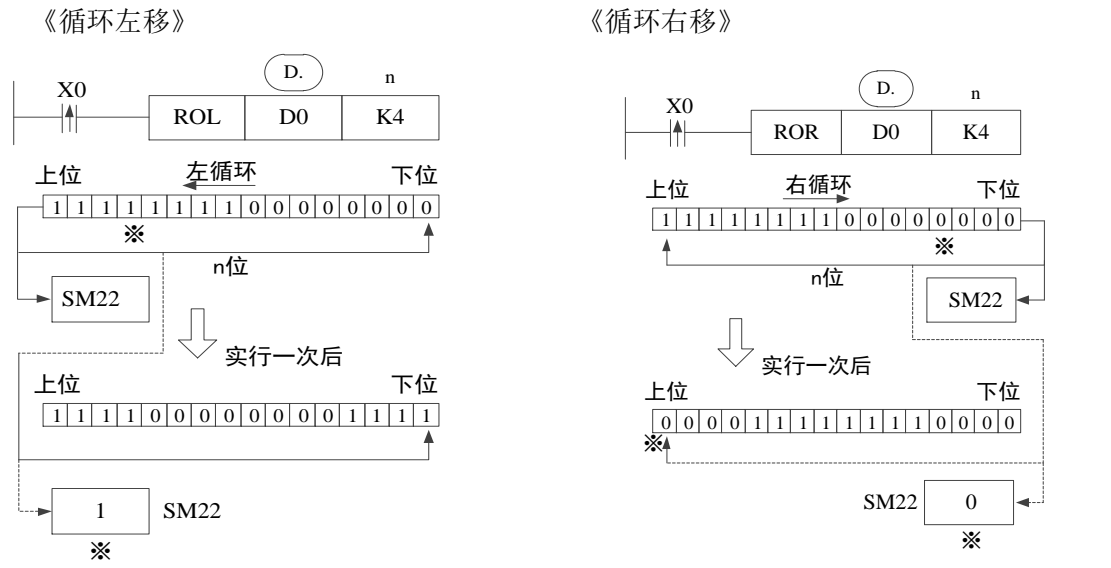 《循环左移》
D.
n
X0
ROL D0 K4
上位 左循环 下位
1 1 1 1 1 1 1 1 0 0 0 0 0 0 0 0
※
n位
SM22
实行一次后
上位 下位
1 1 1 1 0 0 0 0 0 0 0 0 1 1 1 1
1 SM22
※
《循环右移》
D.
n
X0
ROR D0 K4
上位 右循环 下位
1 1 1 1 1 1 1 1 0 0 0 0 0 0 0 0
※
n位
SM22
实行一次后
上位 下位
0 0 0 0 1 1 1 1 1 1 1 1 0 0 0 0
※
SM22 0
※